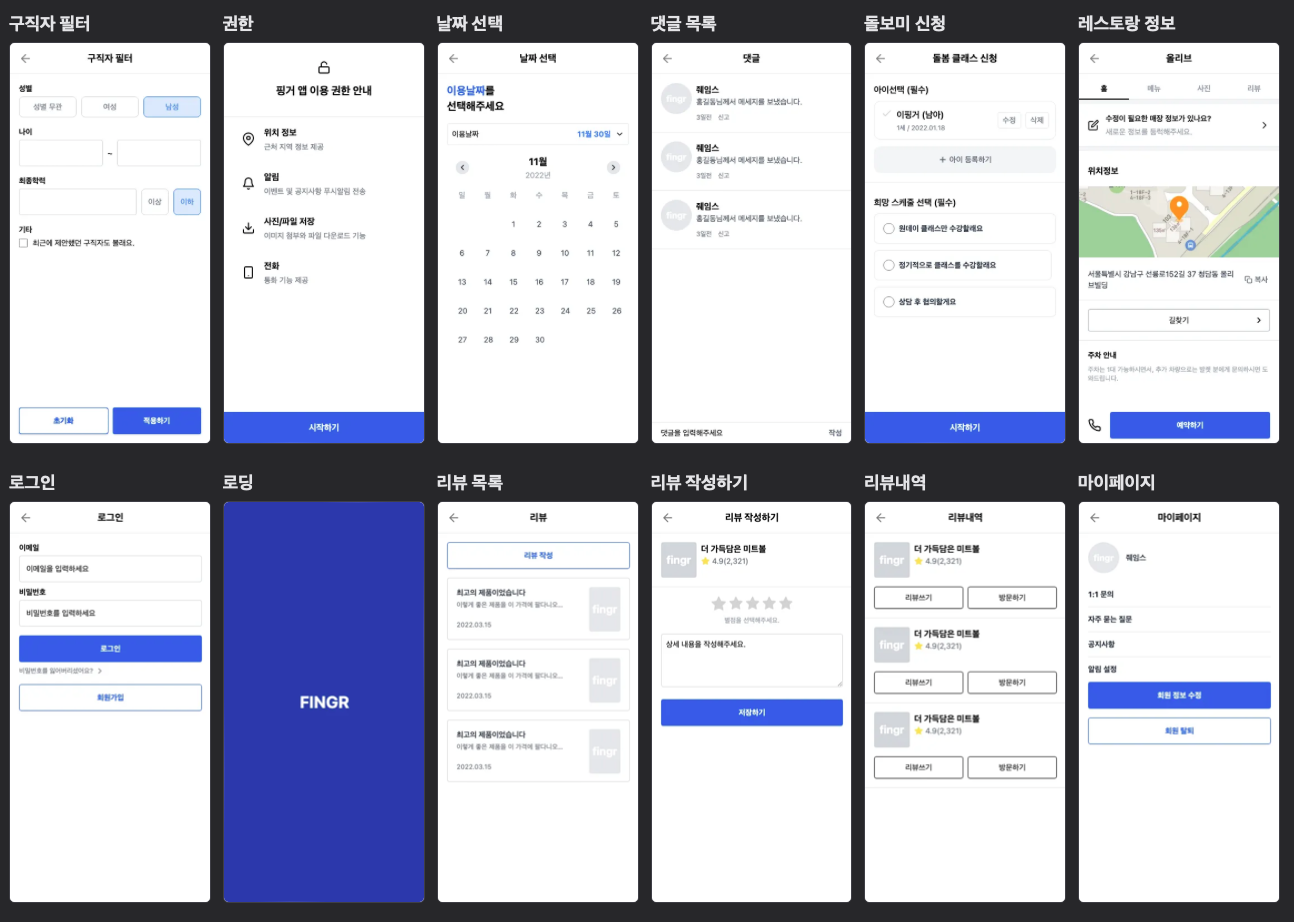 구직자 필터
구직자 필터
성별
성별 무관
여성
남성
나이
~
최종학력
이상
이하
기타
최근에 제안했던 구직자도 볼래요.
초기화
적용하기
권한
핑거 앱 이용 권한 안내
위치 정보
근처 지역 정보 제공
알림
이벤트 및 공지사항 푸시알림 전송
사진/파일 저장
이미지 첨부와 파일 다운로드 기능
전화
통화 기능 제공
시작하기
날짜 선택
날짜 선택
이용날짜를
선택해주세요
이용날짜
11월 30일
11월
2022년
일 월 화 수 목 금 토
1 2 3 4 5
6 7 8 9 10 11 12
13 14 15 16 17 18 19
20 21 22 23 24 25 26
27 28 29 30
댓글 목록
댓글
fingr
줴임스
홍길동님께서 메세지를 보냈습니다.
3일전 신고
fingr
줴임스
홍길동님께서 메세지를 보냈습니다.
3일전 신고
fingr
줴임스
홍길동님께서 메세지를 보냈습니다.
3일전 신고
댓글을 입력해주세요
작성
돌보미 신청
돌봄 클래스 신청
아이선택 (필수)
이핑거 (남아)
1세 / 2022.01.18
수정
삭제
+ 아이 등록하기
희망 스케줄 선택 (필수)
원데이 클래스만 수강할래요
정기적으로 클래스를 수강할래요
상담 후 협의할게요
시작하기
레스토랑 정보
올리브
홈
메뉴
사진
리뷰
수정이 필요한 매장 정보가 있나요?
새로운 정보를 등록해주세요.
위치정보
서울특별시 강남구 선릉로152길 37 청담동 올리
브빌딩
복사
길찾기
주차 안내
주차는 1대 가능하시면서, 추가 차량으로는 발렛 분에게 문의하시면 도
와드립니다.
예약하기
로그인
로그인
이메일
이메일을 입력하세요
비밀번호
비밀번호를 입력하세요
로그인
비밀번호를 잃어버리셨어요?
회원가입
로딩
FINGR
리뷰 목록
리뷰
리뷰 작성
최고의 제품이었습니다
이렇게 좋은 제품을 이 가격에 팔다니요...
2022.03.15
fingr
최고의 제품이었습니다
이렇게 좋은 제품을 이 가격에 팔다니요...
2022.03.15
fingr
최고의 제품이었습니다
이렇게 좋은 제품을 이 가격에 팔다니요...
2022.03.15
fingr
리뷰 작성하기
리뷰 작성하기
fingr
더 가득담은 미트볼
4.9(2,321)
별점을 선택해주세요.
상세 내용을 작성해주세요.
저장하기
리뷰내역
리뷰내역
fingr
더 가득담은 미트볼
4.9(2,321)
리뷰쓰기
방문하기
fingr
더 가득담은 미트볼
4.9(2,321)
리뷰쓰기
방문하기
fingr
더 가득담은 미트볼
4.9(2,321)
리뷰쓰기
방문하기
마이페이지
마이페이지
fingr
줴임스
1:1 문의
자주 묻는 질문
공지사항
알림 설정
회원 정보 수정
회원 탈퇴